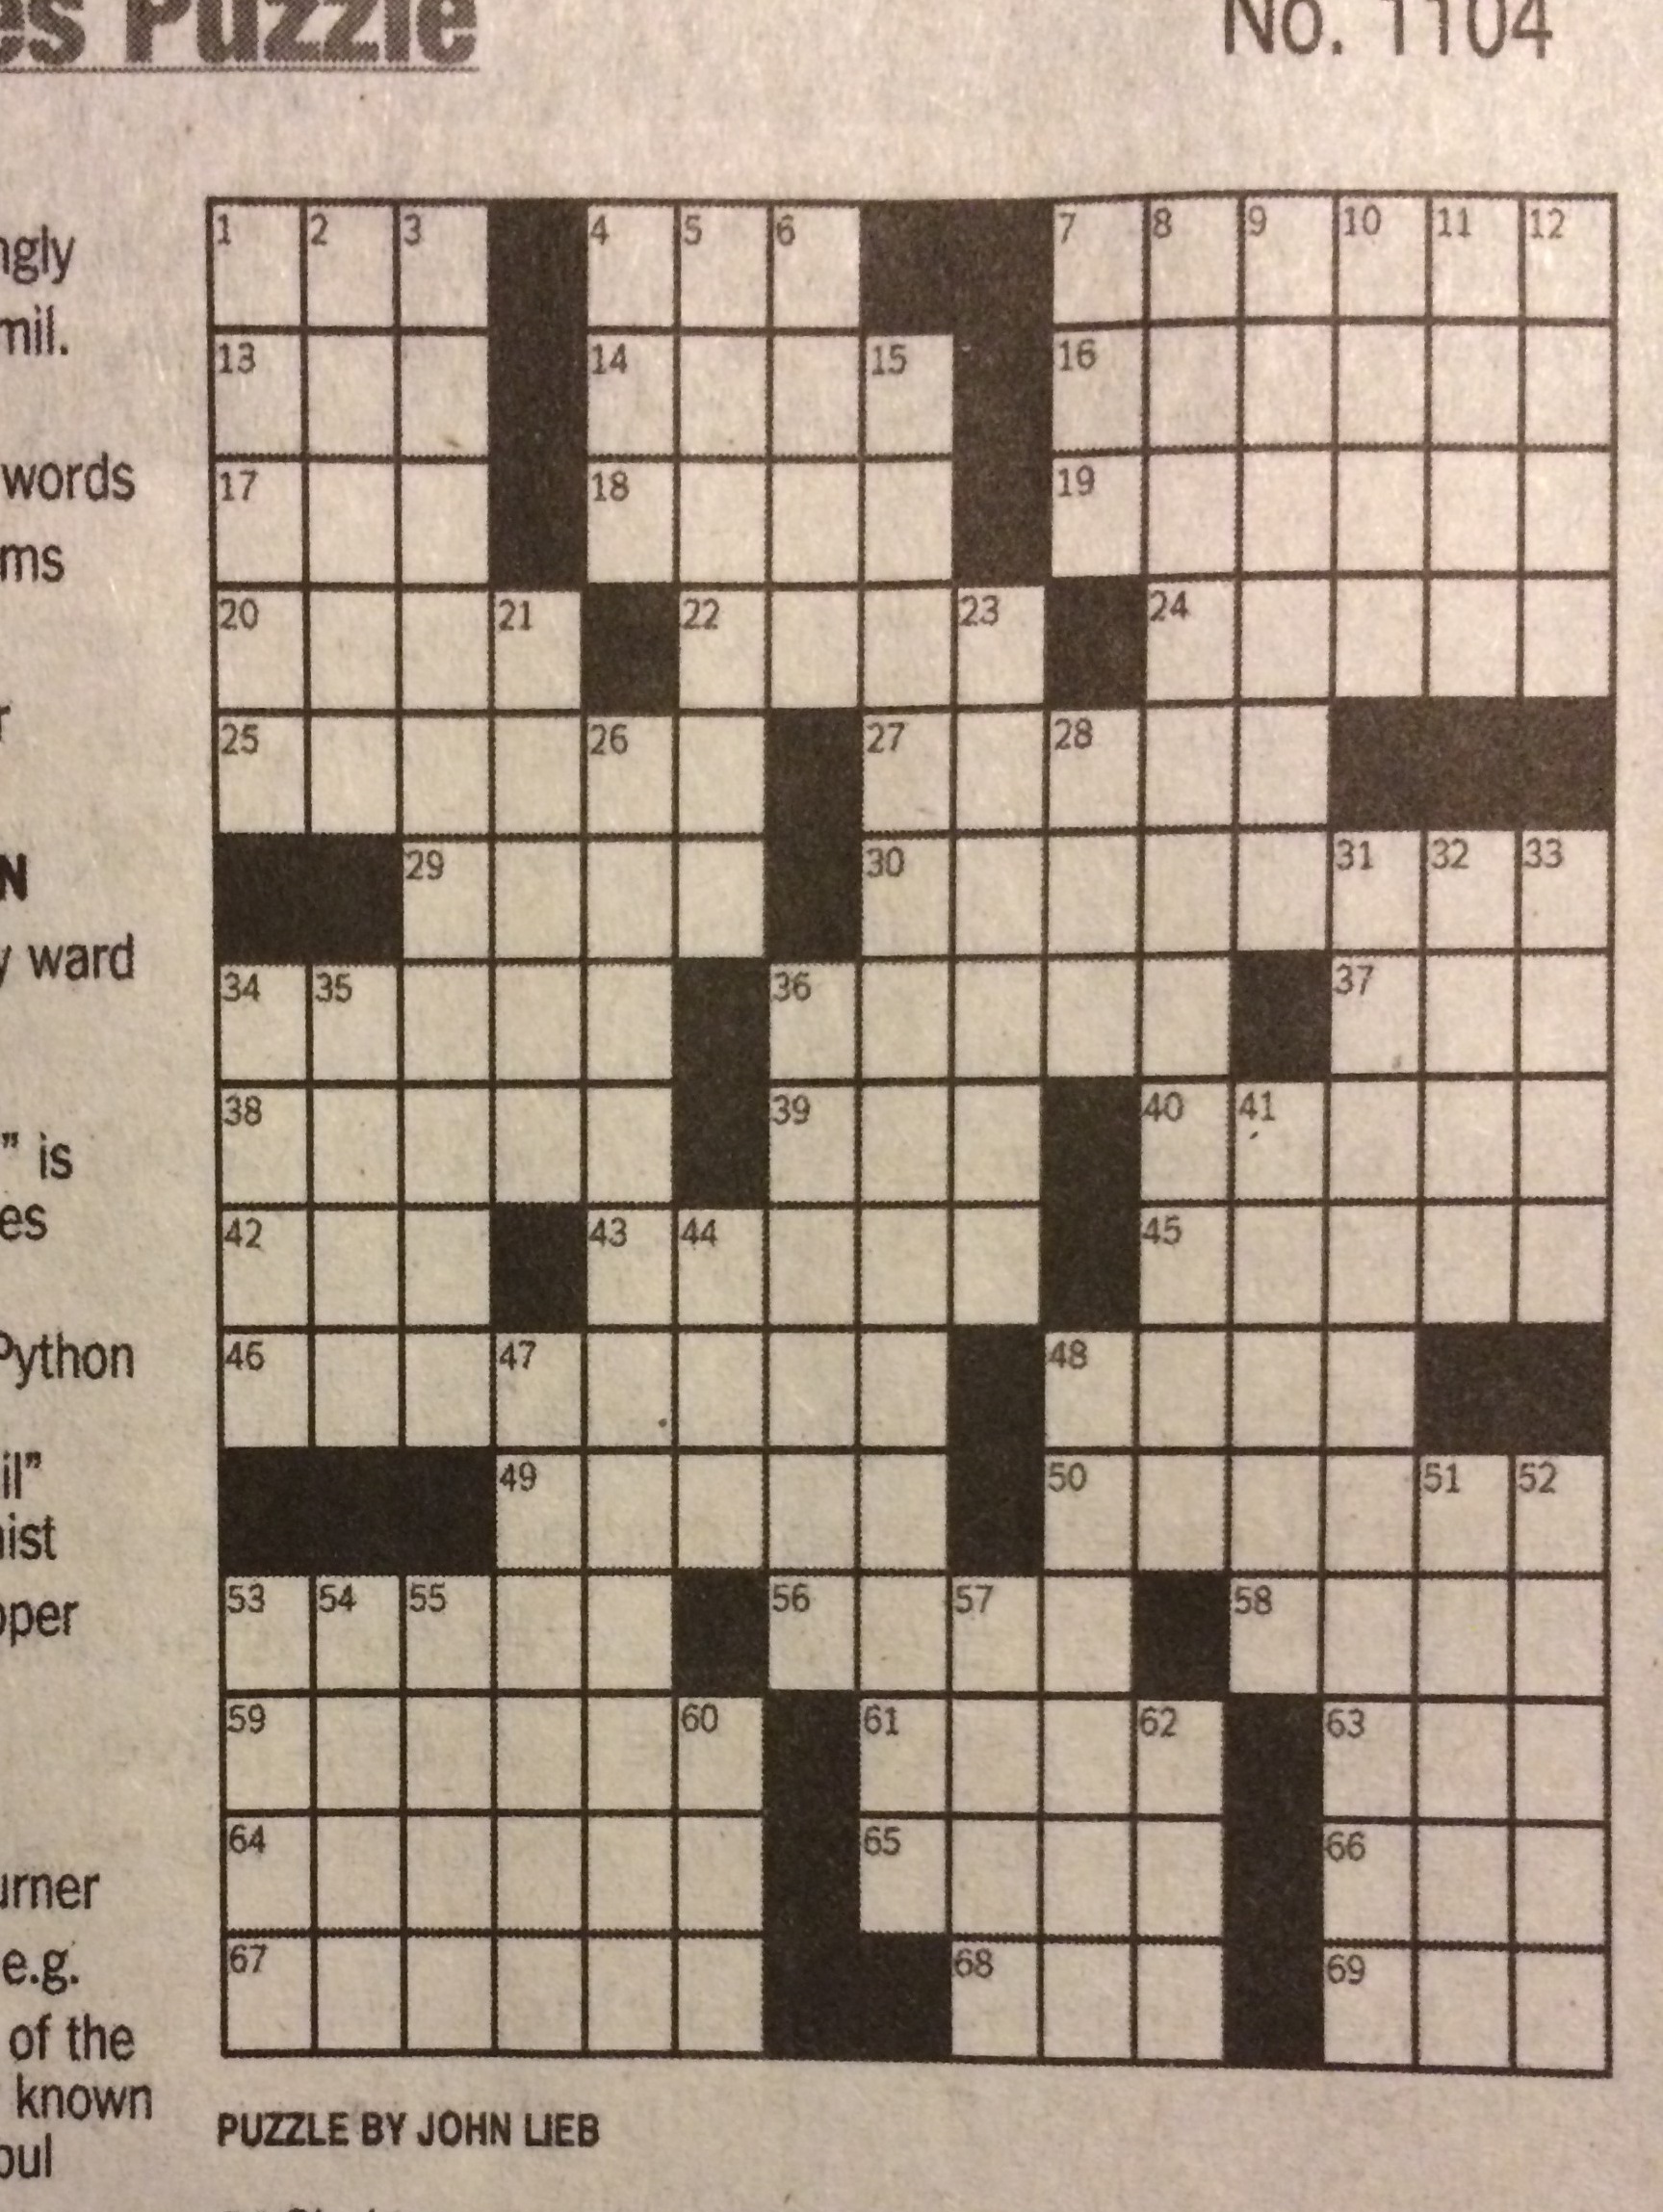 es Puzzle
No. 1104
ngly
mil.
words
ms
r
N
y ward
” is
es
Python
il”
nist
pper
urner
e.g.
of the
known
oul
1 2 3 4 5 6 7 8 9 10 11 12
13 14 15 16
17 18 19
20 21 22 23 24
25 26 27 28
29 30 31 32 33
34 35 36 37
38 39 40 41
42 43 44 45
46 47 48
49 50 51 52
53 54 55 56 57 58
59 60 61 62 63
64 65 66
67 68 69
PUZZLE BY JOHN LIEB